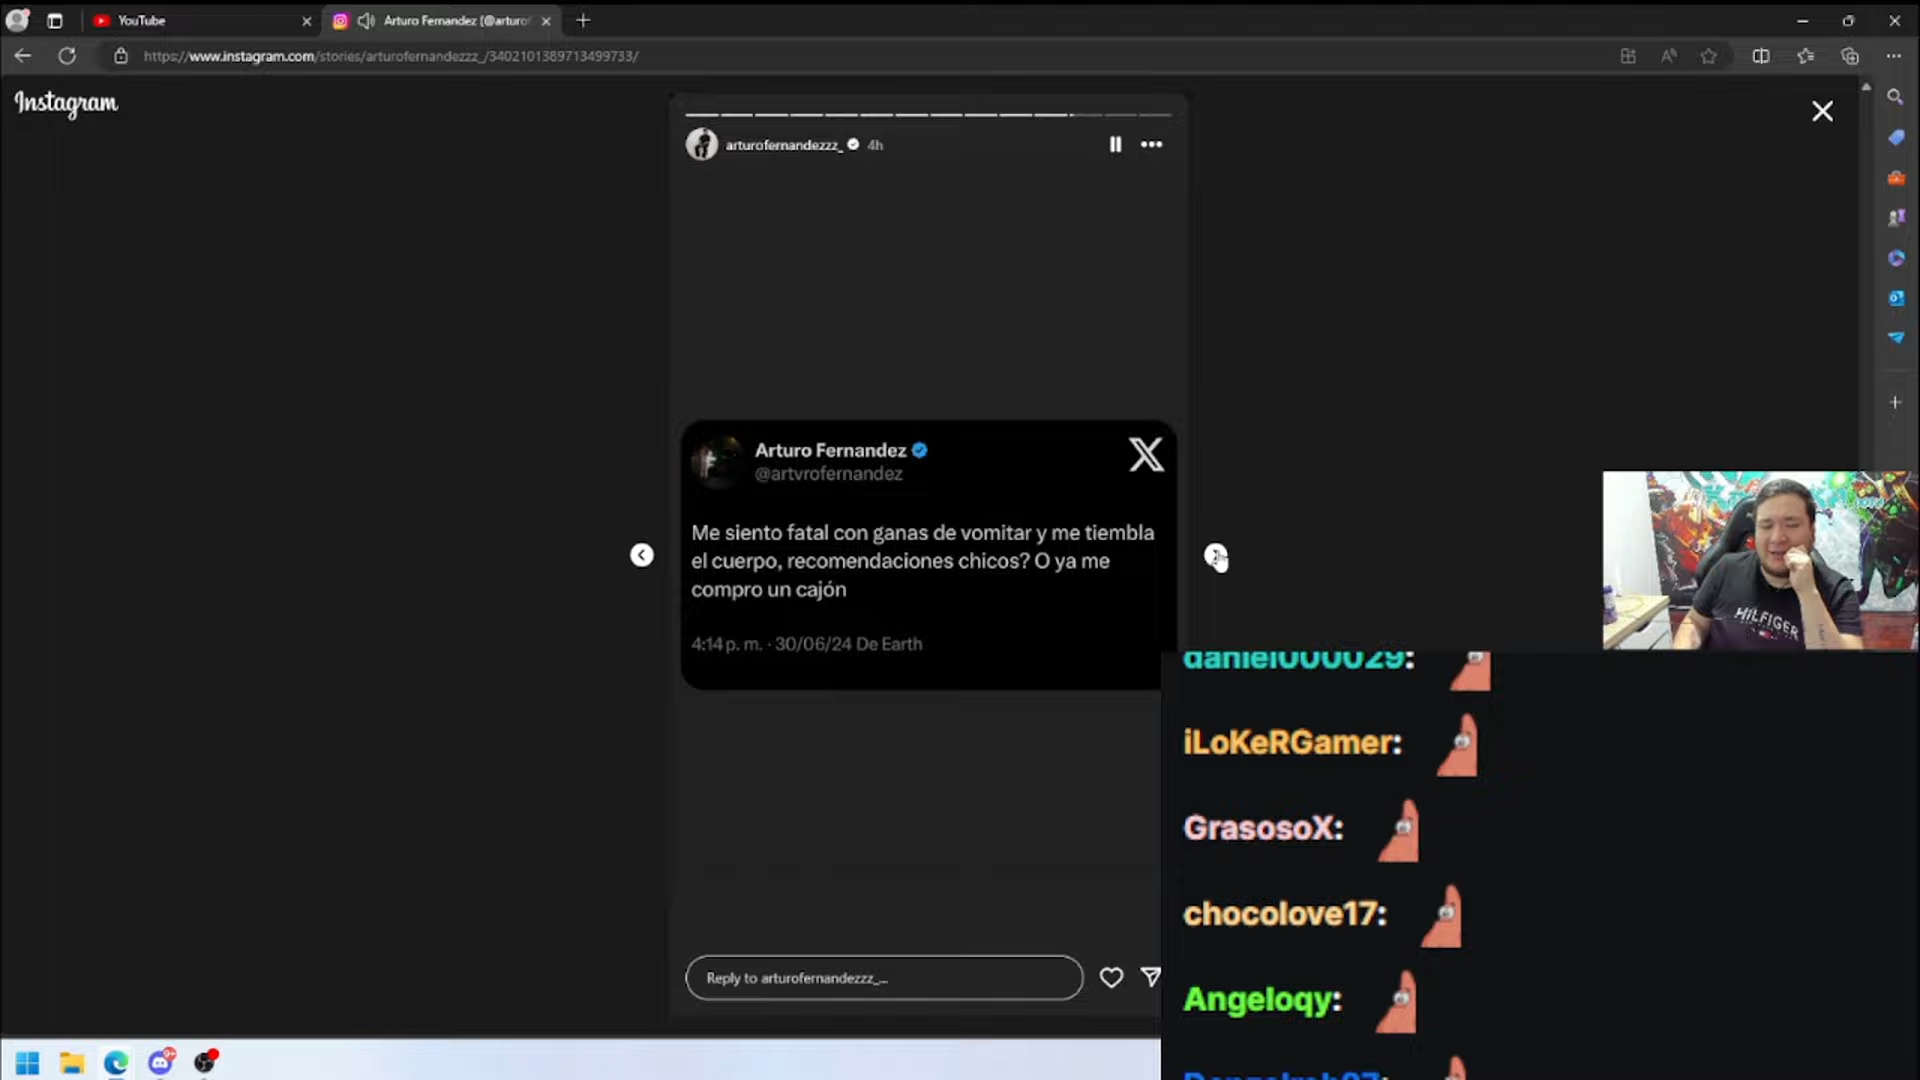 YouTube
Arturo Fernandez (@arturof
https://www.instagram.com/stories/arturofernandezzz_/3402101389713499733/
Instagram
arturofernandezzz_ 4h
Arturo Fernandez
@artvrofernandez
Me siento fatal con ganas de vomitar y me tiembla
el cuerpo, recomendaciones chicos? O ya me
compro un cajón
4:14 p. m. · 30/06/24 De Earth
HILFIGER
daniel000029:
iLoKeRGamer:
GrasosoX:
chocolove17:
Angeloqy:
Reply to arturofernandezzz_...